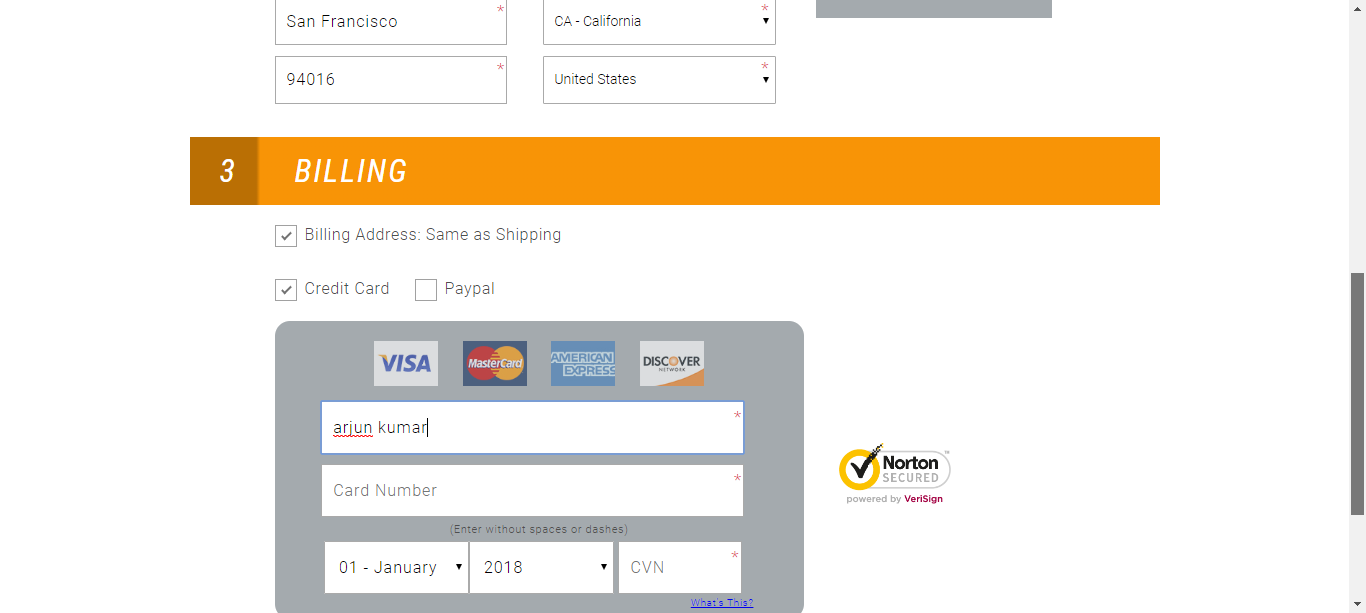 San Francisco * CA - California *
94016 * United States *
3 BILLING
Billing Address: Same as Shipping
Credit Card Paypal
VISA MasterCard AMERICAN EXPRESS DISCOVER NETWORK
arjun kumar *
Card Number *
Norton SECURED ™
powered by VeriSign
(Enter without spaces or dashes)
01 - January 2018 CVN *
What's This?